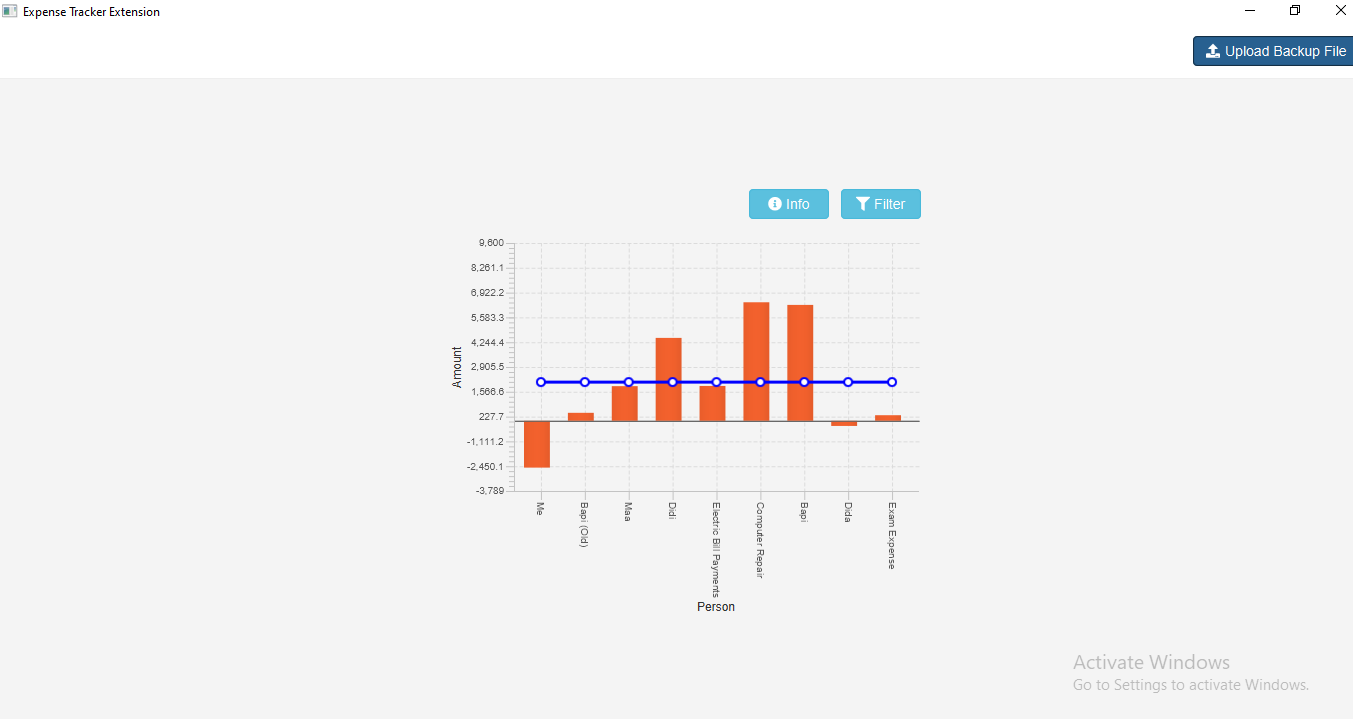 Expense Tracker Extension
Upload Backup File
Info
Filter
9,600
8,261.1
6,922.2
5,583.3
4,244.4
2,905.5
1,566.6
227.7
-1,111.2
-2,450.1
-3,789
Amount
Me
Bapi (Old)
Maa
Didi
Electric Bill Payments
Computer Repair
Bapi
Dida
Exam Expense
Person
Activate Windows
Go to Settings to activate Windows.